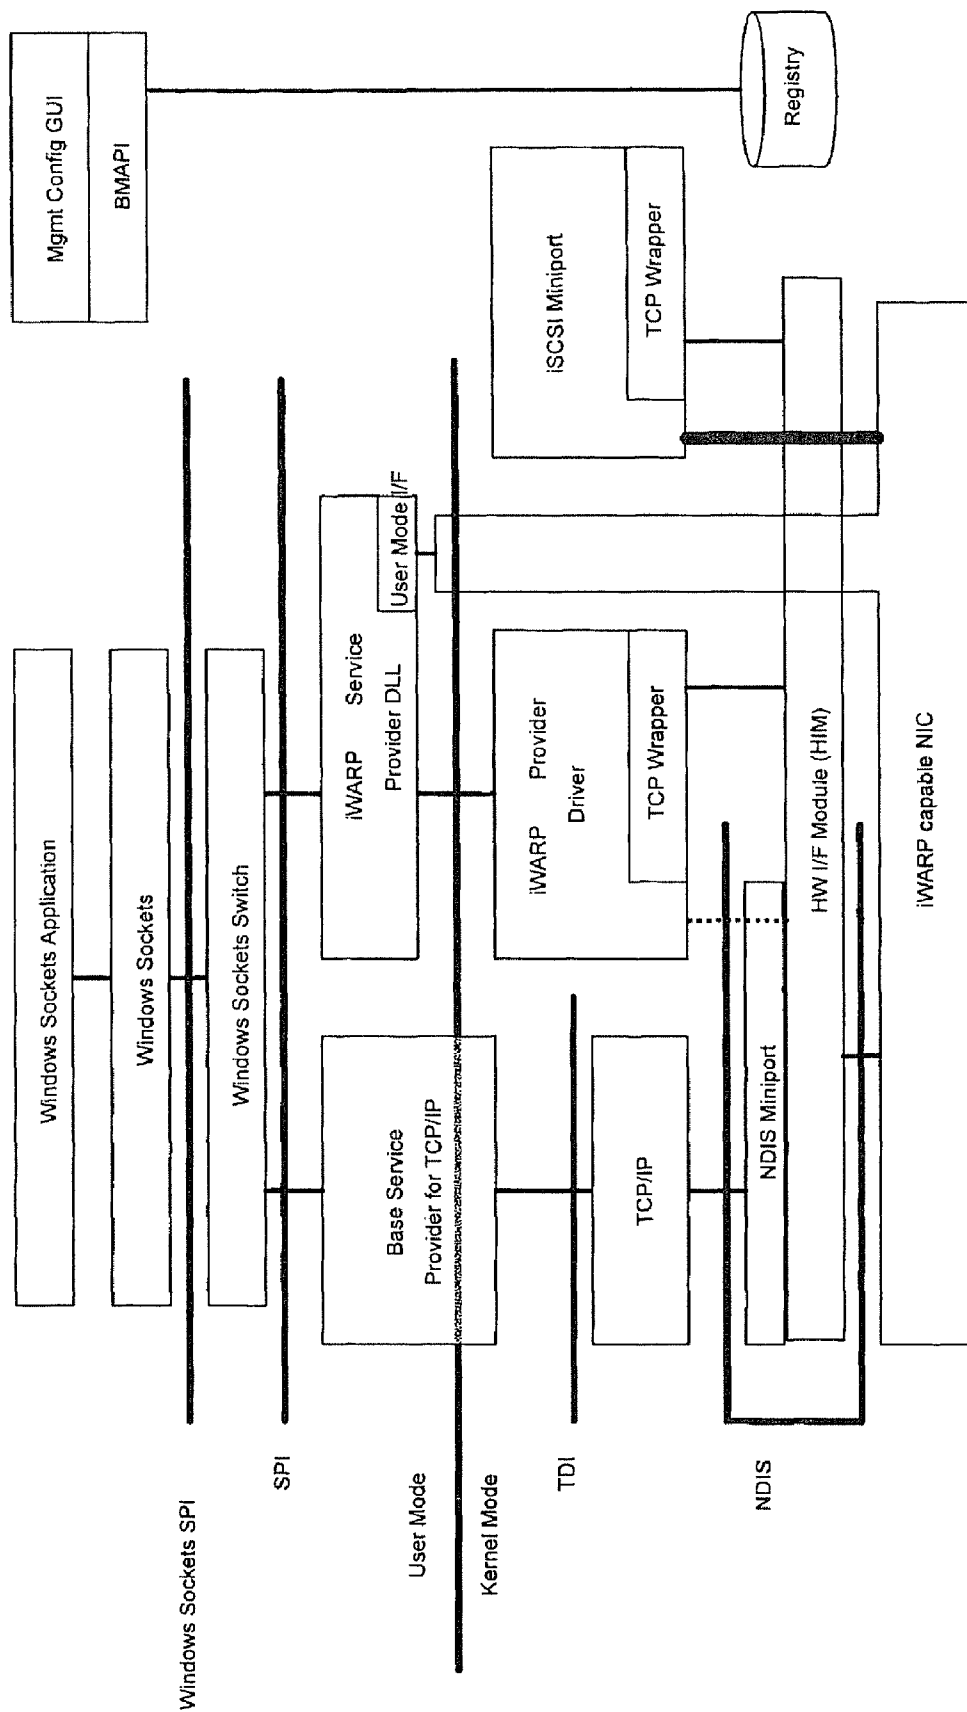 Windows Sockets Application
Mgmt Config GUI
Windows Sockets
BMAPI
Windows Sockets SPI
Windows Sockets Switch
SPI
Base Service
Provider for TCP/IP
iWARP Service
Provider DLL
User Mode I/F
User Mode
Kernel Mode
iWARP Provider
Driver
TCP Wrapper
iSCSI Miniport
TCP Wrapper
TDI
TCP/IP
NDIS
NDIS Miniport
HW I/F Module (HIM)
Registry
iWARP capable NIC